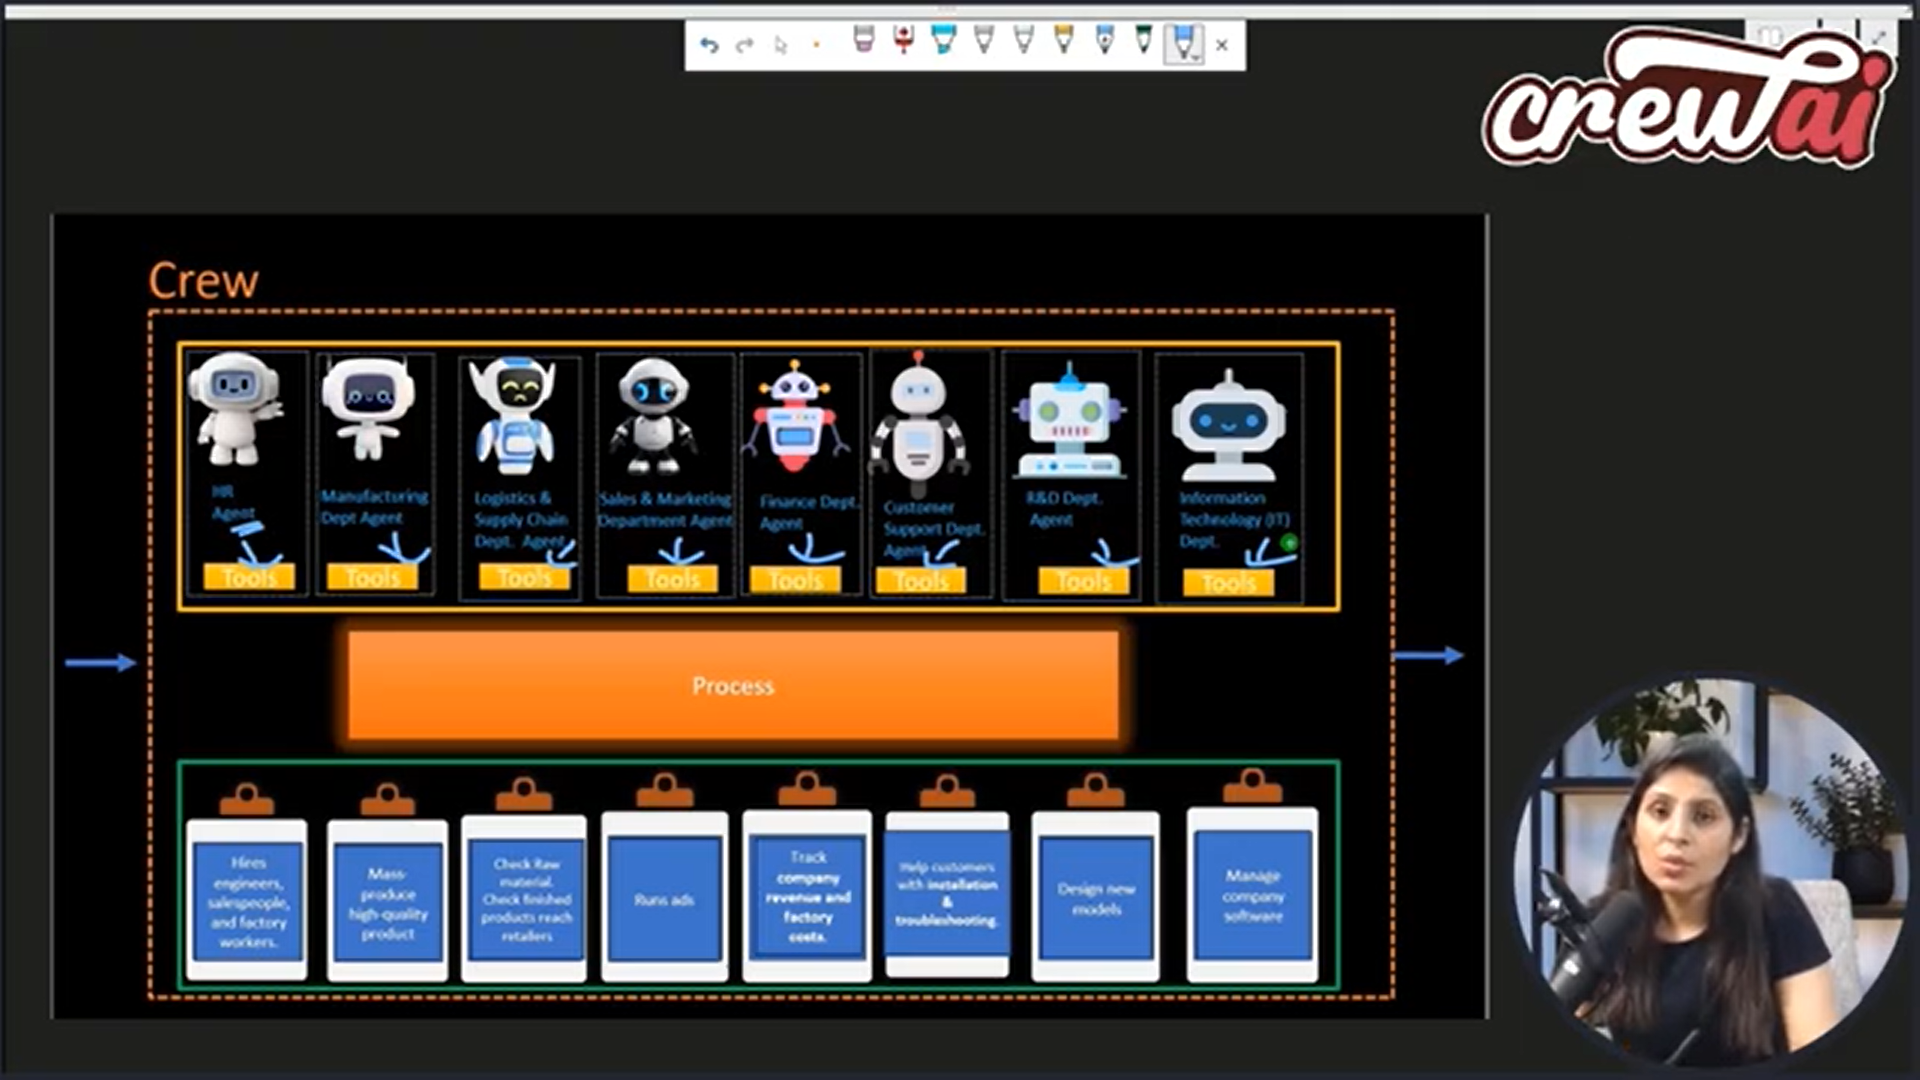 crewai
Crew
HR
Agent
Manufacturing
Dept Agent
Logistics &
Supply Chain
Dept. Agent
Sales & Marketing
Department Agent
Finance Dept.
Agent
Customer
Support Dept.
Agent
R&D Dept.
Agent
Information
Technology (IT)
Dept.
Tools
Tools
Tools
Tools
Tools
Tools
Tools
Tools
Process
Hires
engineers,
salespeople,
and factory
workers.
Mass-
produce
high-quality
product
Check Raw
material.
Check finished
products reach
retailers
Runs ads
Track
company
revenue and
factory
costs.
Help customers
with installation
&
troubleshooting.
Design new
models
Manage
company
software